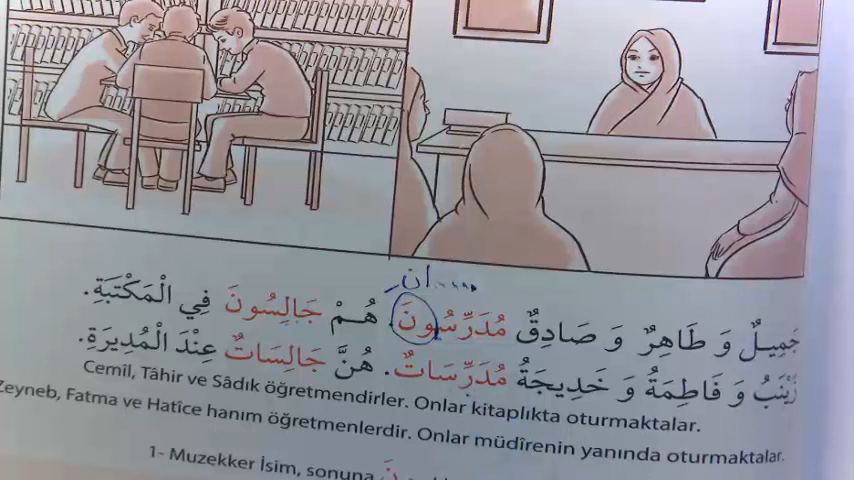 ان
جَمِيلٌ وَ طَاهِرٌ وَ صَادِقٌ مُدَرِّسُونَ. هُمْ جَالِسُونَ فِي الْمَكْتَبَةِ.
زَيْنَبُ وَ فَاطِمَةُ وَ خَدِيجَةُ مُدَرِّسَاتٌ. هُنَّ جَالِسَاتٌ عِنْدَ الْمُدِيرَةِ.
Cemîl, Tâhir ve Sâdık öğretmendirler. Onlar kitaplıkta oturmaktalar.
Zeyneb, Fatma ve Hatîce hanım öğretmenlerdir. Onlar müdîrenin yanında oturmaktalar.
1- Muzekker İsim, sonuna